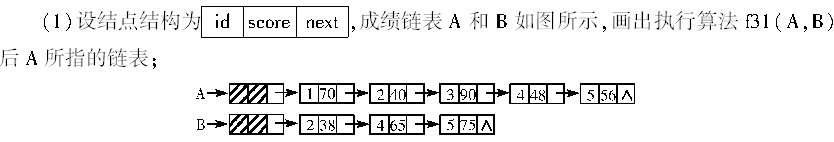 (1)设结点结构为 id score next ,成绩链表 A 和 B 如图所示,画出执行算法 f31(A,B)
后 A 所指的链表;
A 1 70 2 40 3 90 4 48 5 56 ∧
B 2 38 4 65 5 75 ∧